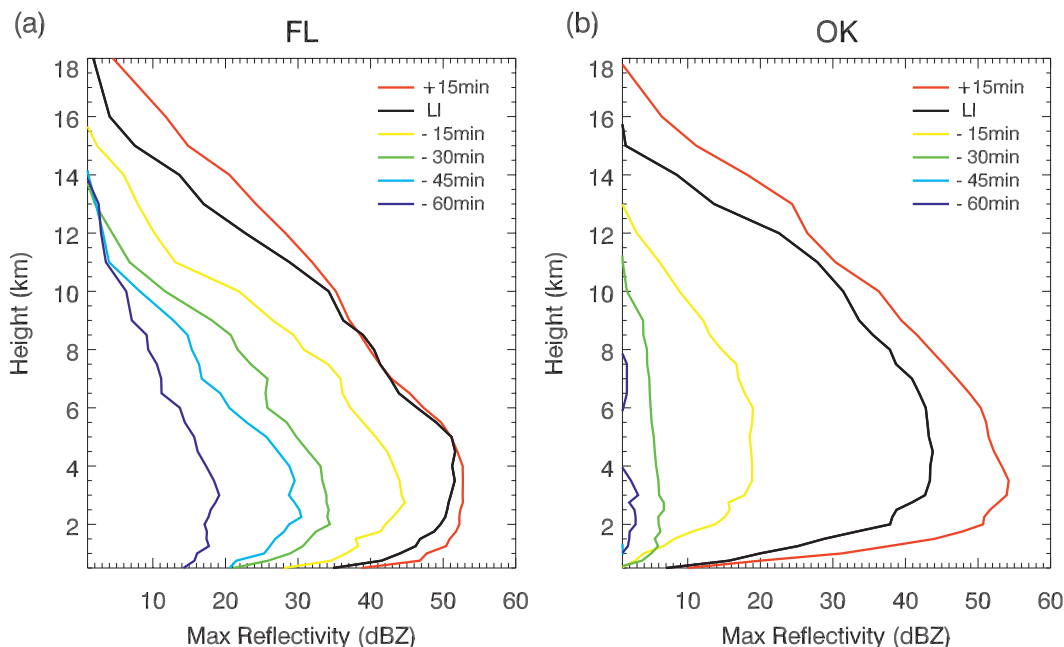 (a)
FL
18
16
14
12
10
8
6
4
2
Height (km)
+15min
LI
- 15min
- 30min
- 45min
- 60min
10 20 30 40 50 60
Max Reflectivity (dBZ)
(b)
OK
18
16
14
12
10
8
6
4
2
Height (km)
+15min
LI
- 15min
- 30min
- 45min
- 60min
10 20 30 40 50 60
Max Reflectivity (dBZ)